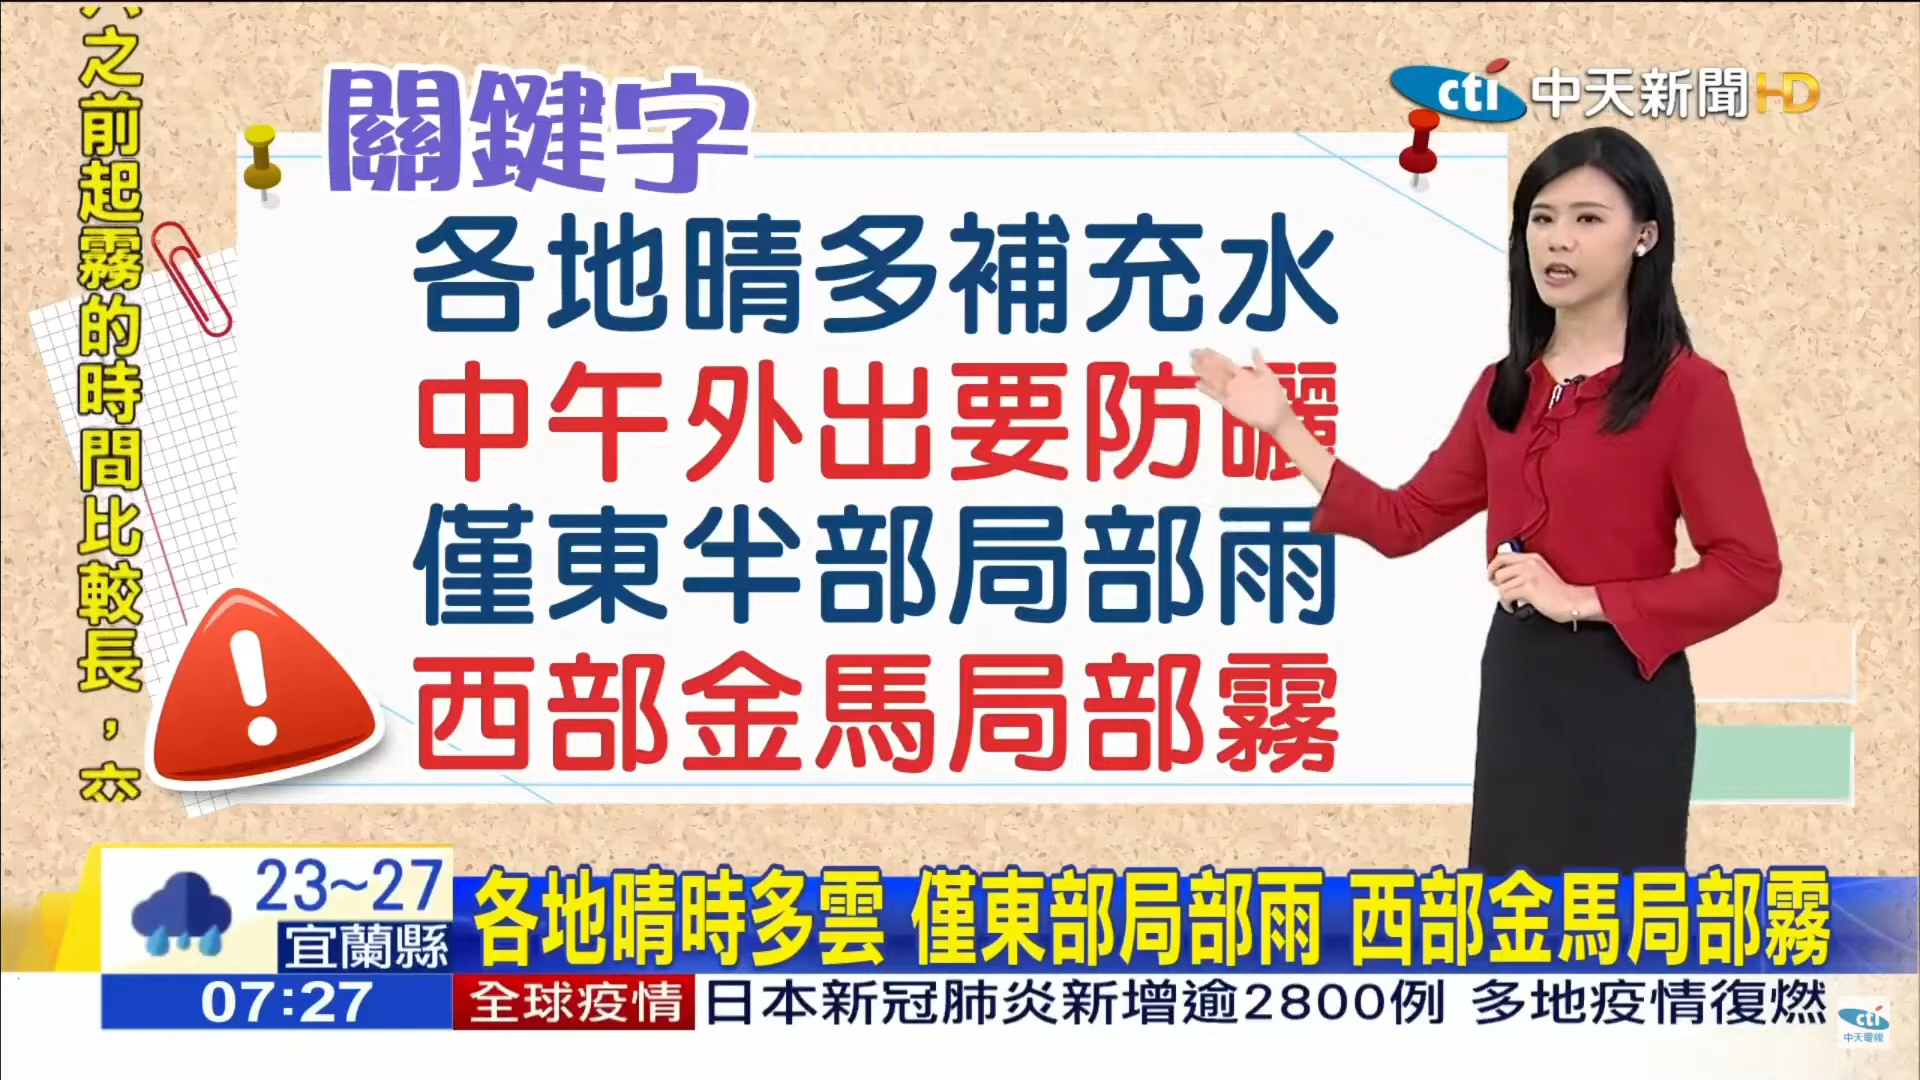 之前起霧的時間比較長，
關鍵字
cti 中天新聞HD
各地晴多補充水
中午外出要防曬
僅東半部局部雨
西部金馬局部霧
23~27
宜蘭縣
各地晴時多雲 僅東部局部雨 西部金馬局部霧
07:27
全球疫情
日本新冠肺炎新增逾2800例 多地疫情復燃
cti
中天電視